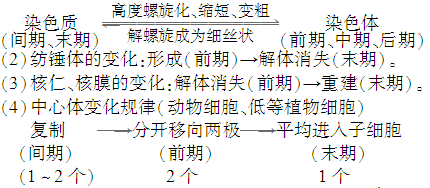 高度螺旋化、缩短、变粗
染色质 染色体
解螺旋成为细丝状
(间期、末期) (前期、中期、后期)
(2)纺锤体的变化:形成(前期)→解体消失(末期)。
(3)核仁、核膜的变化:解体消失(前期)→重建(末期)。
(4)中心体变化规律(动物细胞、低等植物细胞)
复制 →分开移向两极→平均进入子细胞
(间期) (前期) (末期)
(1~2个) 2个 1个